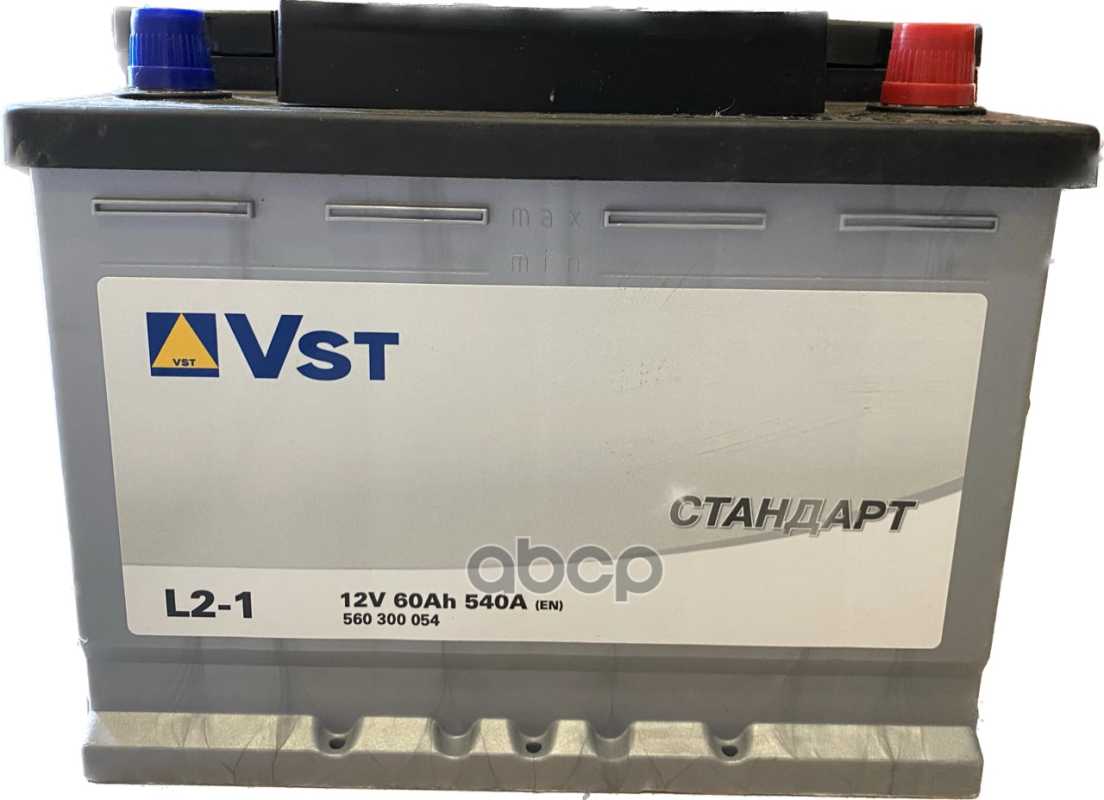 max
min
VST
VST
СТАНДАРТ
abcp
L2-1
12V 60Ah 540A (EN)
560 300 054